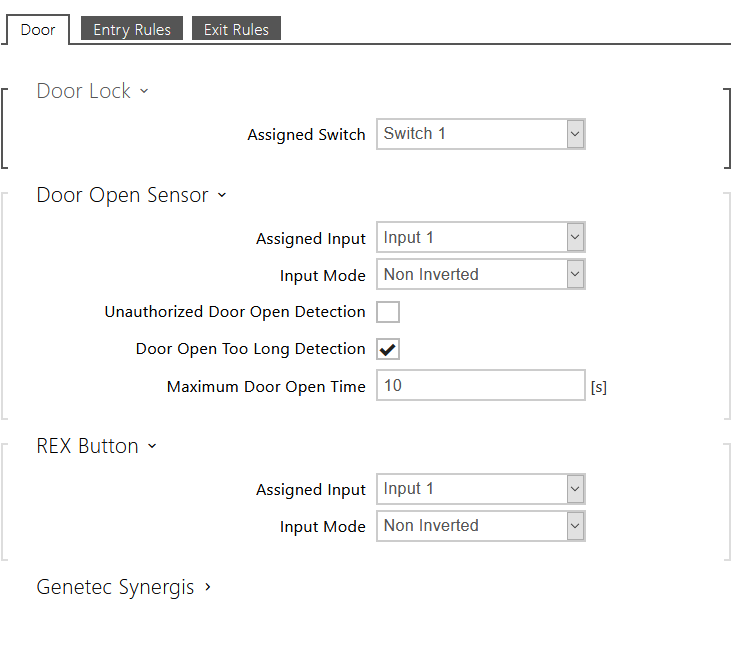 Door Entry Rules Exit Rules
Door Lock
Assigned Switch Switch 1
Door Open Sensor
Assigned Input Input 1
Input Mode Non Inverted
Unauthorized Door Open Detection
Door Open Too Long Detection
Maximum Door Open Time 10 [s]
REX Button
Assigned Input Input 1
Input Mode Non Inverted
Genetec Synergis